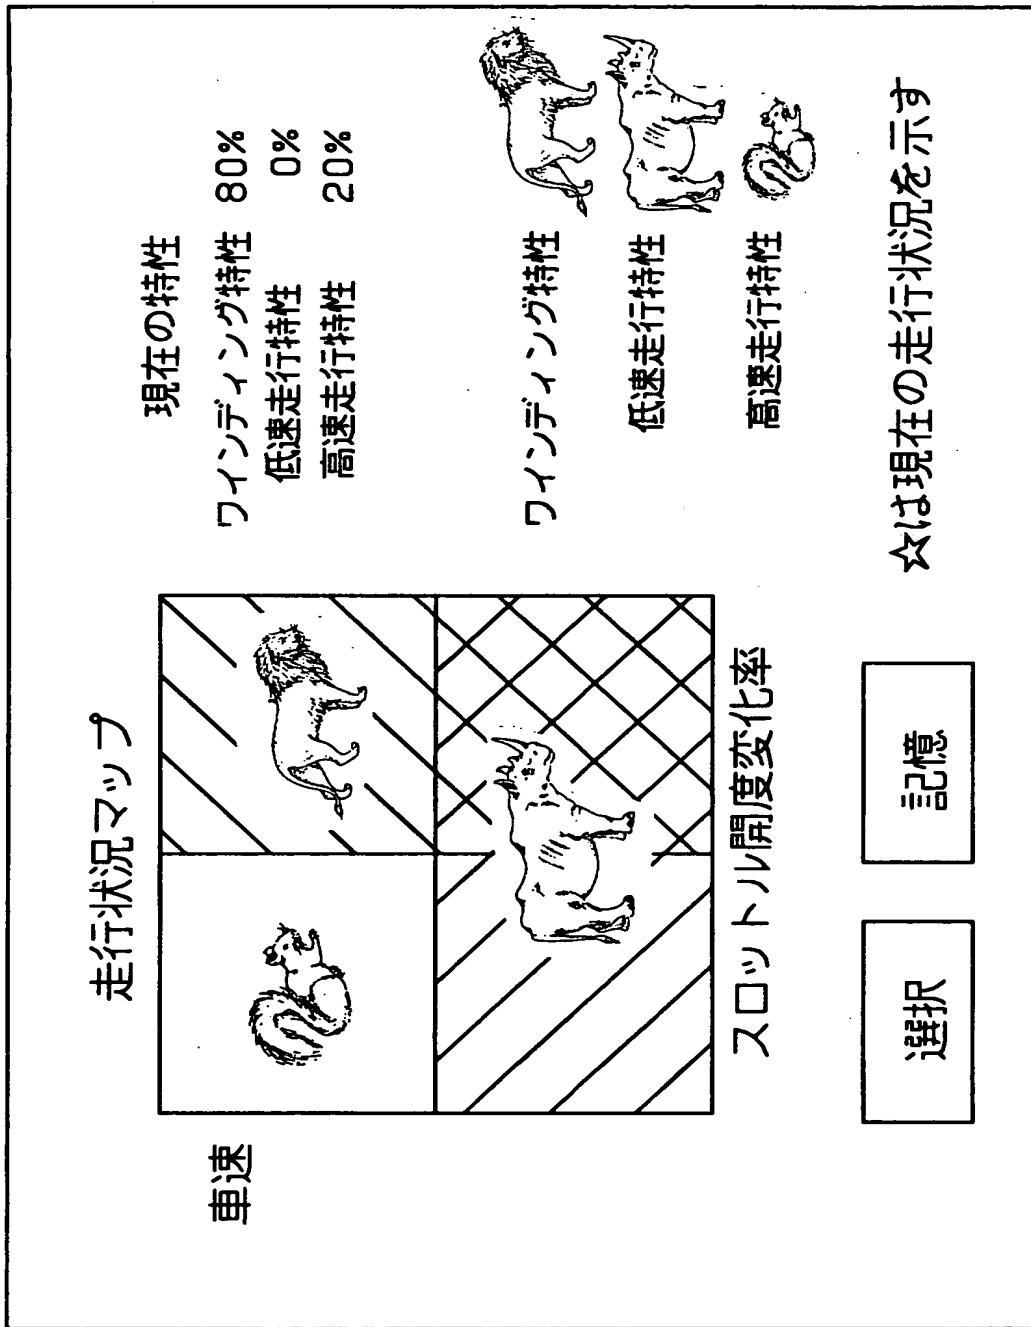 走行状況マップ
車速
スロットル開度変化率
現在の特性
ワインディング特性 80%
低速走行特性 0%
高速走行特性 20%
ワインディング特性
低速走行特性
高速走行特性
選択
記憶
☆は現在の走行状況を示す